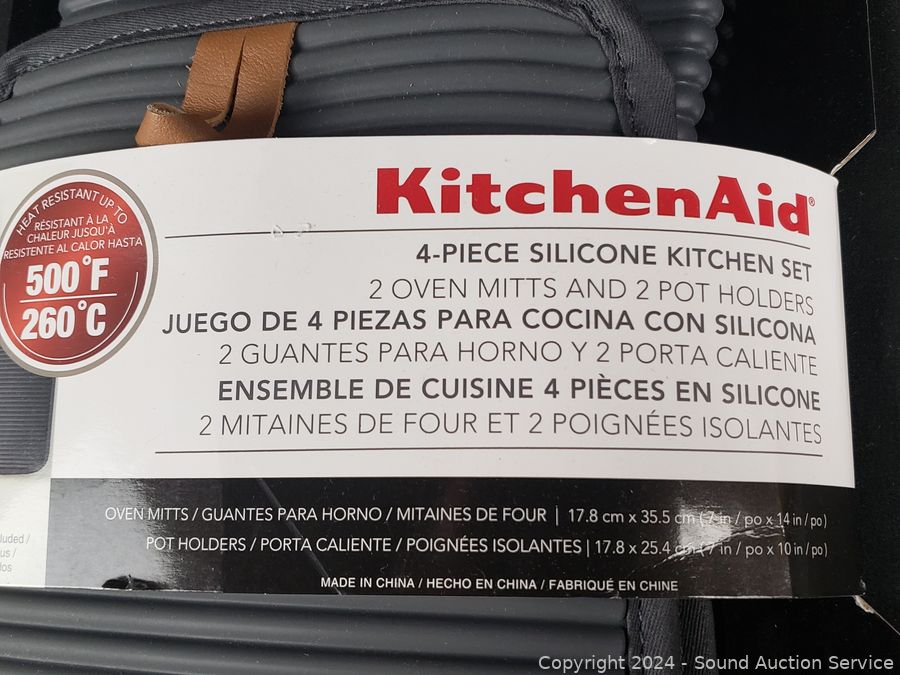 KitchenAid®
HEAT RESISTANT UP TO
RÉSISTANT À LA
CHALEUR JUSQU'À
RESISTENTE AL CALOR HASTA
500°F
260°C
4-PIECE SILICONE KITCHEN SET
2 OVEN MITTS AND 2 POT HOLDERS
JUEGO DE 4 PIEZAS PARA COCINA CON SILICONA
2 GUANTES PARA HORNO Y 2 PORTA CALIENTE
ENSEMBLE DE CUISINE 4 PIÈCES EN SILICONE
2 MITAINES DE FOUR ET 2 POIGNÉES ISOLANTES
OVEN MITTS / GUANTES PARA HORNO / MITAINES DE FOUR | 17.8 cm x 35.5 cm (7 in / po x 14 in / po)
POT HOLDERS / PORTA CALIENTE / POIGNÉES ISOLANTES | 17.8 x 25.4 cm (7 in / po x 10 in / po)
MADE IN CHINA / HECHO EN CHINA / FABRIQUÉ EN CHINE
Copyright 2024 - Sound Auction Service